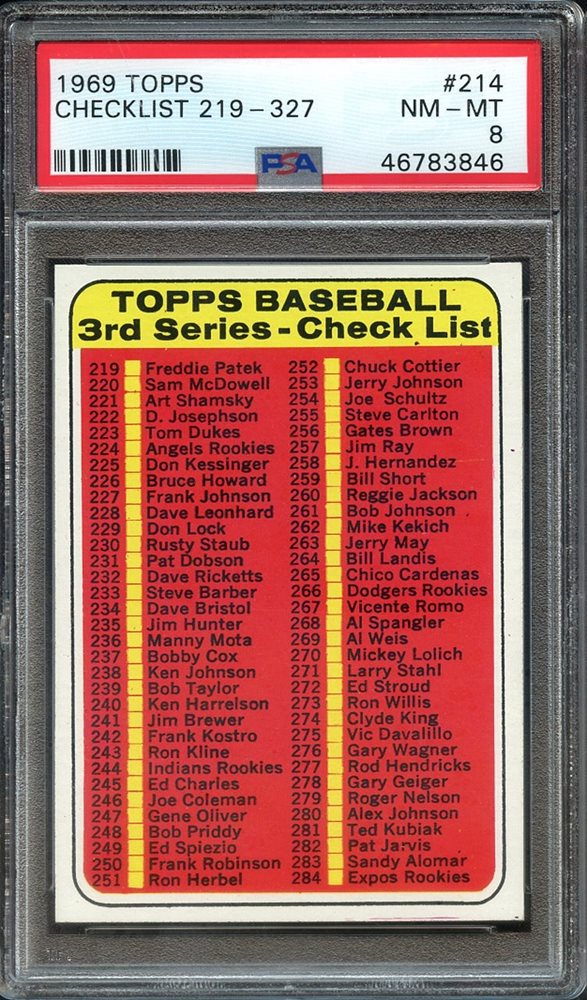 1969 TOPPS #214
CHECKLIST 219-327 NM-MT
8
PSA 46783846
TOPPS BASEBALL
3rd Series - Check List
219 Freddie Patek
220 Sam McDowell
221 Art Shamsky
222 D. Josephson
223 Tom Dukes
224 Angels Rookies
225 Don Kessinger
226 Bruce Howard
227 Frank Johnson
228 Dave Leonhard
229 Don Lock
230 Rusty Staub
231 Pat Dobson
232 Dave Ricketts
233 Steve Barber
234 Dave Bristol
235 Jim Hunter
236 Manny Mota
237 Bobby Cox
238 Ken Johnson
239 Bob Taylor
240 Ken Harrelson
241 Jim Brewer
242 Frank Kostro
243 Ron Kline
244 Indians Rookies
245 Ed Charles
246 Joe Coleman
247 Gene Oliver
248 Bob Priddy
249 Ed Spiezio
250 Frank Robinson
251 Ron Herbel
252 Chuck Cottier
253 Jerry Johnson
254 Joe Schultz
255 Steve Carlton
256 Gates Brown
257 Jim Ray
258 J. Hernandez
259 Bill Short
260 Reggie Jackson
261 Bob Johnson
262 Mike Kekich
263 Jerry May
264 Bill Landis
265 Chico Cardenas
266 Dodgers Rookies
267 Vicente Romo
268 Al Spangler
269 Al Weis
270 Mickey Lolich
271 Larry Stahl
272 Ed Stroud
273 Ron Willis
274 Clyde King
275 Vic Davalillo
276 Gary Wagner
277 Rod Hendricks
278 Gary Geiger
279 Roger Nelson
280 Alex Johnson
281 Ted Kubiak
282 Pat Jarvis
283 Sandy Alomar
284 Expos Rookies